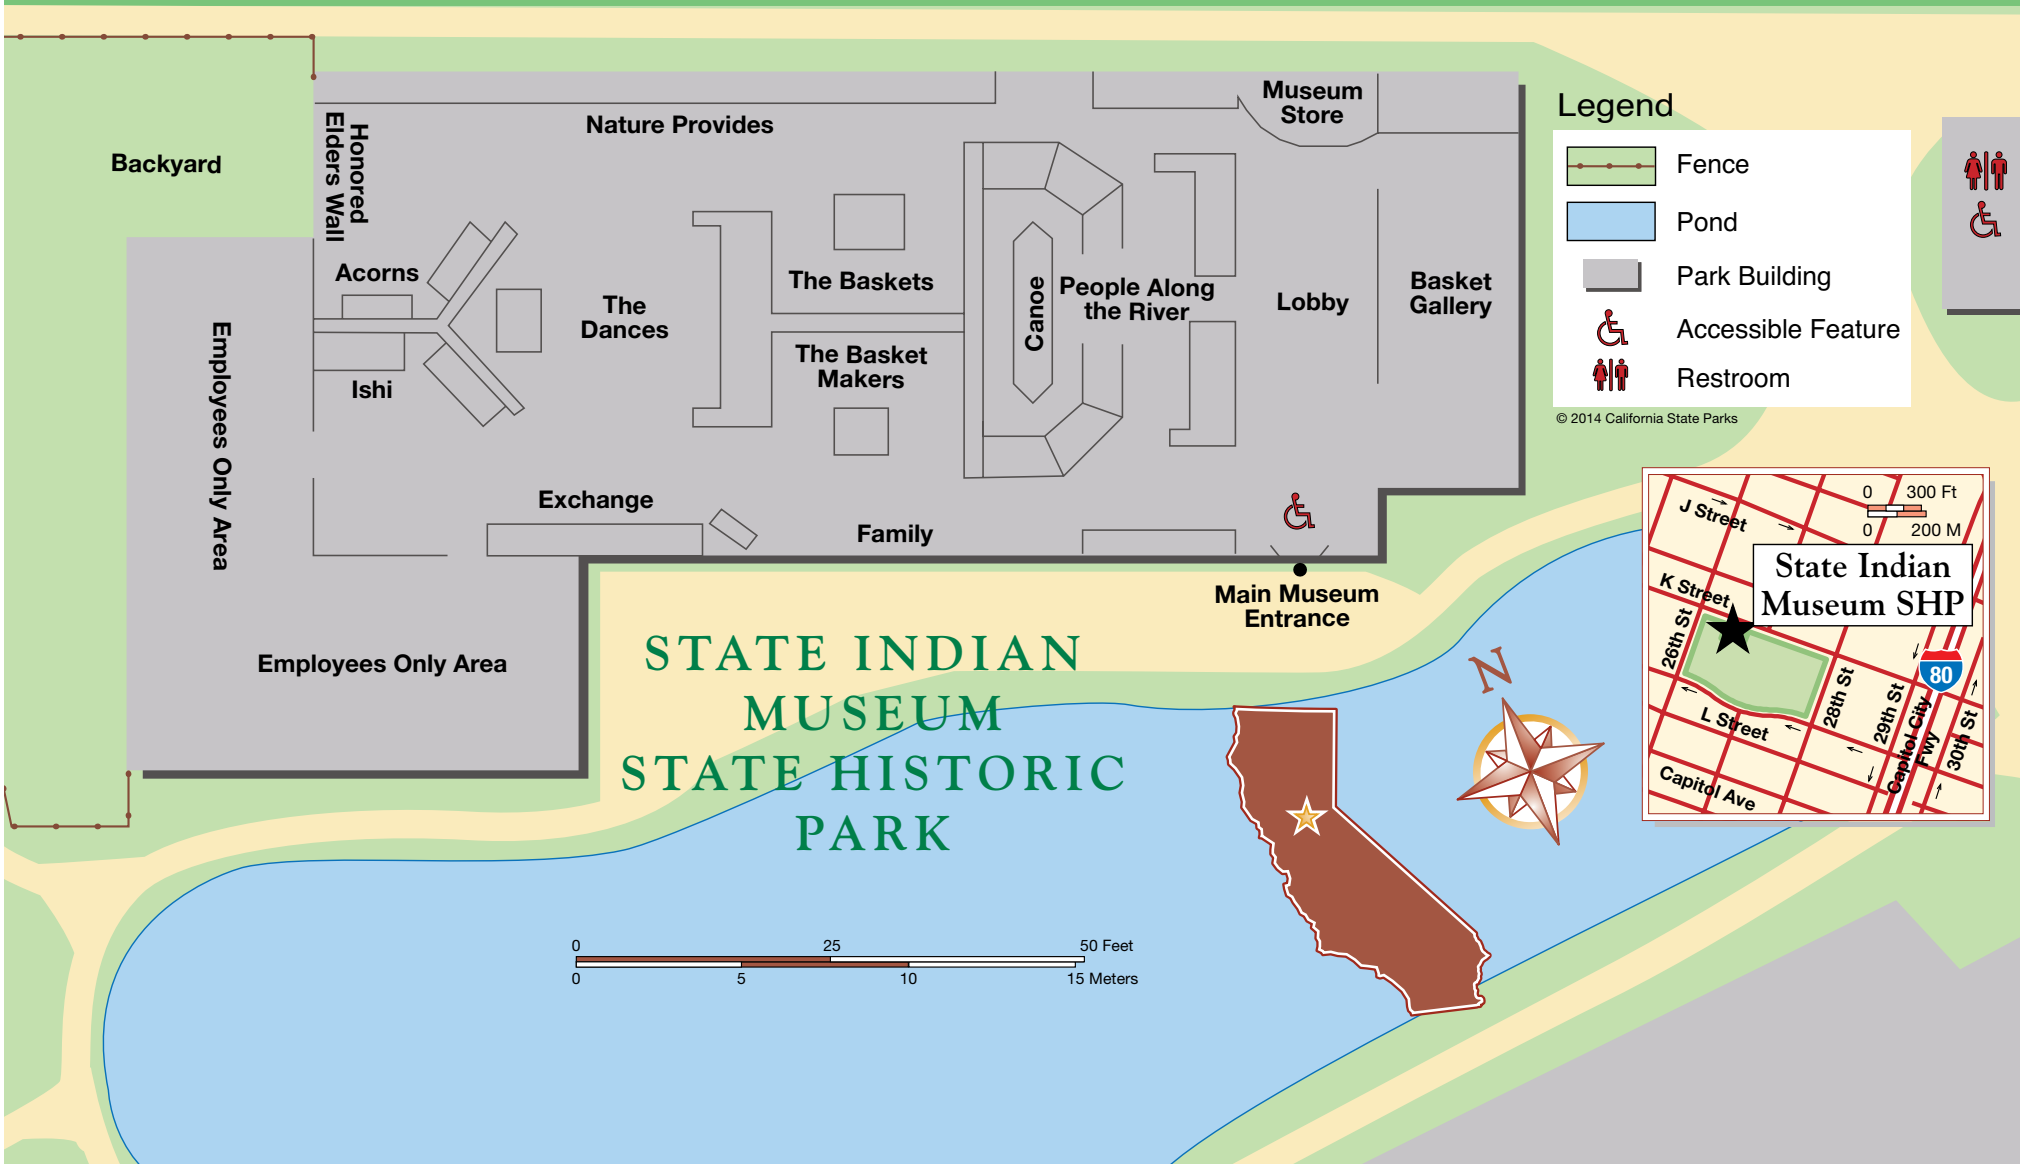 Backyard
Honored
Elders Wall
Nature Provides
Museum
Store
Acorns
Ishi
The
Dances
The Baskets
The Basket
Makers
Canoe
People Along
the River
Lobby
Basket
Gallery
Employees Only Area
Exchange
Family
Main Museum
Entrance
Employees Only Area
STATE INDIAN
MUSEUM
STATE HISTORIC
PARK
0 25 50 Feet
0 5 10 15 Meters
N
Legend
Fence
Pond
Park Building
Accessible Feature
Restroom
© 2014 California State Parks
0 300 Ft
0 200 M
J Street
State Indian
Museum SHP
K Street
26th St
80
28th St
29th St
Capitol City
Fwy
30th St
L Street
Capitol Ave